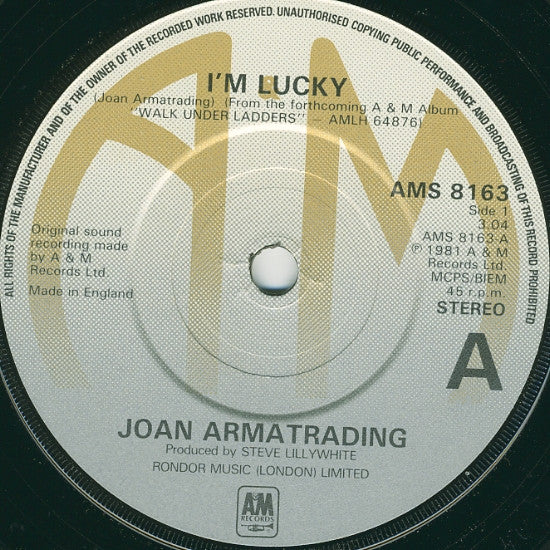 ALL RIGHTS OF THE MANUFACTURER AND OF THE OWNER OF THE RECORDED WORK RESERVED. UNAUTHORISED COPYING PUBLIC PERFORMANCE AND BROADCASTING OF THIS RECORD PROHIBITED
I'M LUCKY
(Joan Armatrading) (From the forthcoming A & M Album
"WALK UNDER LADDERS" – AMLH 64876)
AMS 8163
Side 1
3.04
AMS 8163-A
℗ 1981 A & M
Records Ltd.
MCPS/BIEM
45 r.p.m.
STEREO
A
Original sound
recording made
by A & M
Records Ltd.
Made in England
JOAN ARMATRADING
Produced by STEVE LILLYWHITE
RONDOR MUSIC (LONDON) LIMITED
AM
RECORDS